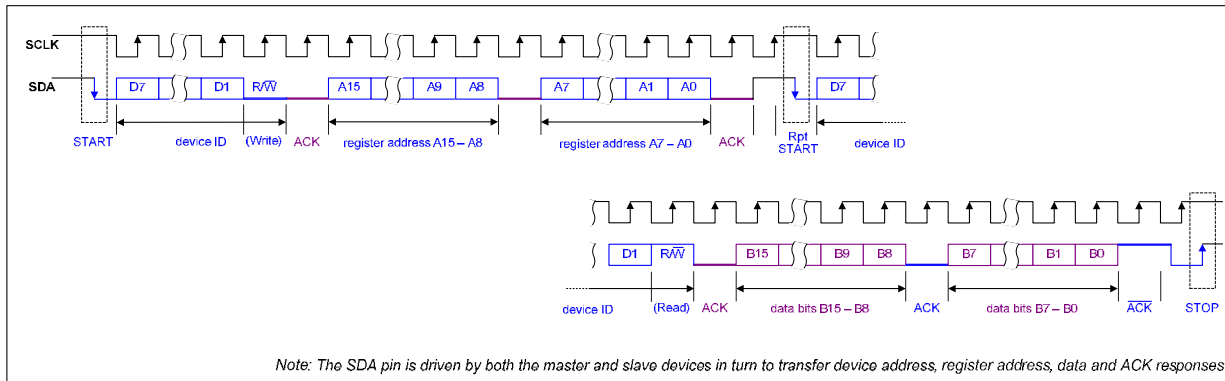 SCLK
SDA
D7 D1 R/W̅ A15 A9 A8 A7 A1 A0 D7
START device ID (Write) ACK register address A15 – A8 register address A7 – A0 ACK Rpt START device ID
D1 R/W̅ B15 B9 B8 B7 B1 B0
device ID (Read) ACK data bits B15 – B8 ACK data bits B7 – B0 A̅C̅K̅ STOP
Note: The SDA pin is driven by both the master and slave devices in turn to transfer device address, register address, data and ACK responses